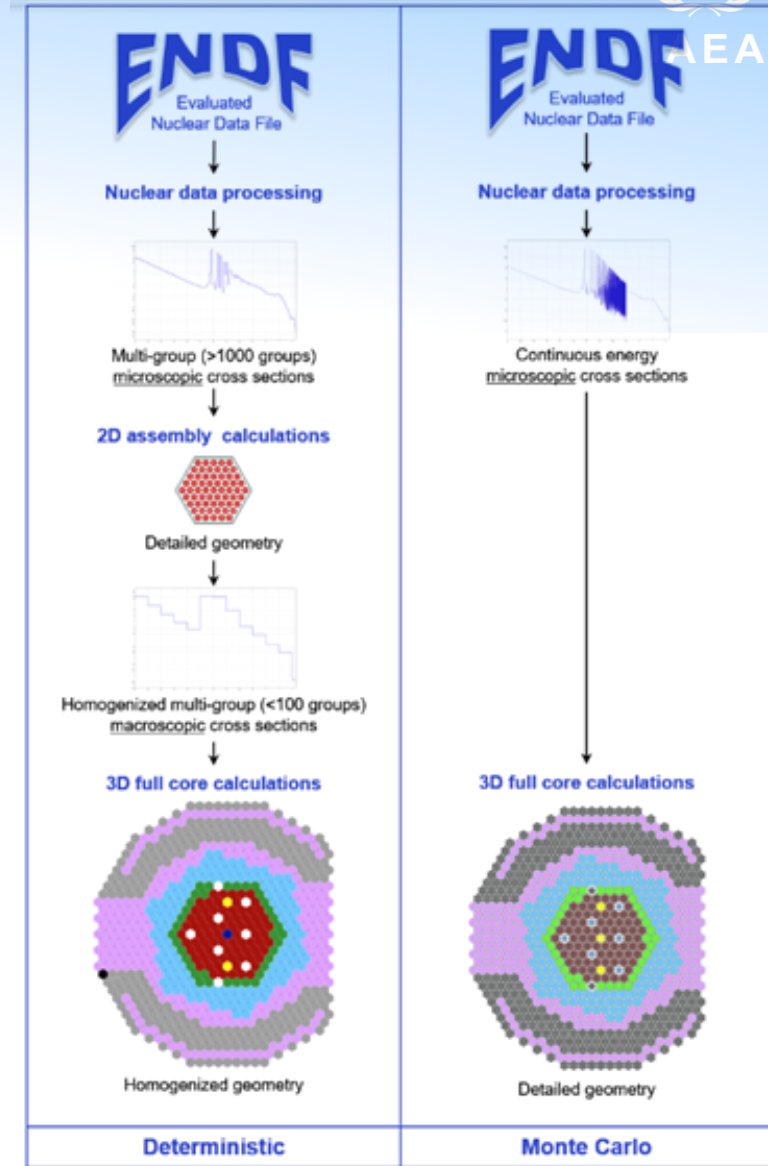 AEA
ENDF
Evaluated
Nuclear Data File
Nuclear data processing
Multi-group (>1000 groups)
microscopic cross sections
2D assembly calculations
Detailed geometry
Homogenized multi-group (<100 groups)
macroscopic cross sections
3D full core calculations
Homogenized geometry
Deterministic
ENDF
Evaluated
Nuclear Data File
Nuclear data processing
Continuous energy
microscopic cross sections
3D full core calculations
Detailed geometry
Monte Carlo